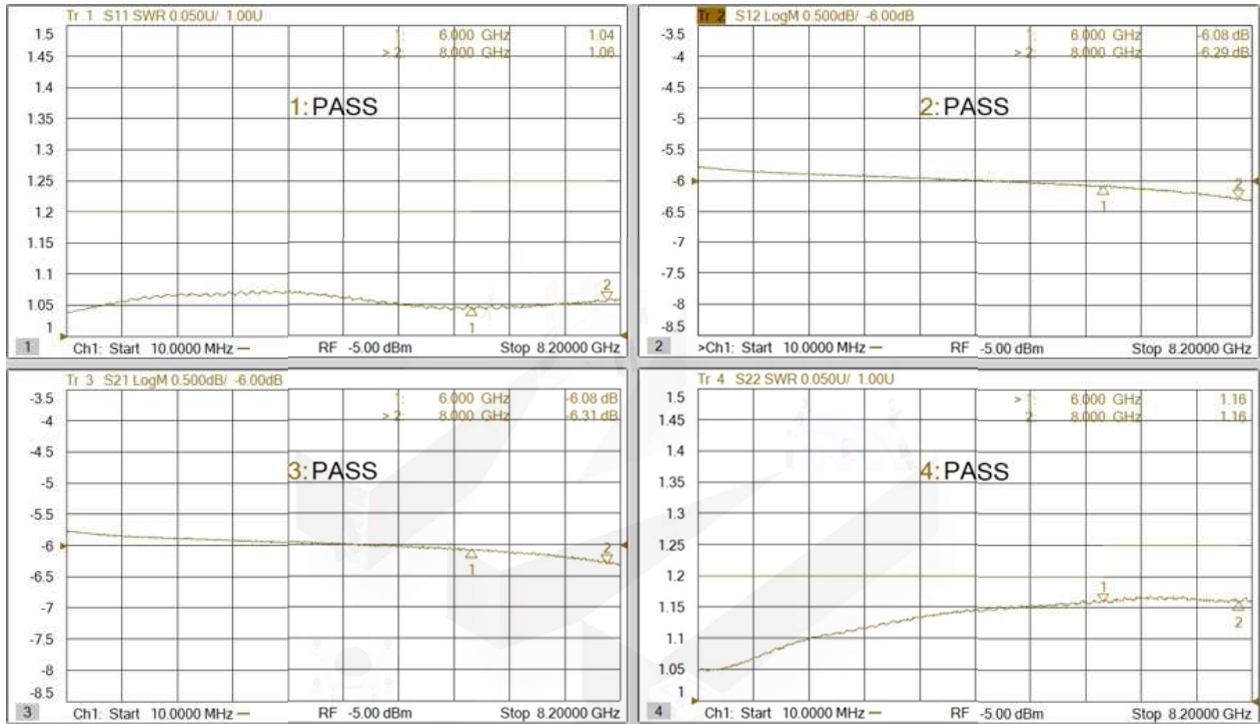 Tr 1 S11 SWR 0.050U/ 1.00U
1: 6.000 GHz 1.04
> 2: 8.000 GHz 1.06
1.5
1.45
1.4
1:PASS
1.35
1.3
1.25
1.2
1.15
1.1
1.05
1
2
1
1 Ch1: Start 10.0000 MHz — RF -5.00 dBm Stop 8.20000 GHz
Tr 2 S12 LogM 0.500dB/ -6.00dB
1: 6.000 GHz -6.08 dB
> 2: 8.000 GHz -6.29 dB
-3.5
-4
-4.5
2:PASS
-5
-5.5
-6
-6.5
-7
-7.5
-8
-8.5
2
1
2 >Ch1: Start 10.0000 MHz — RF -5.00 dBm Stop 8.20000 GHz
Tr 3 S21 LogM 0.500dB/ -6.00dB
1: 6.000 GHz -6.08 dB
> 2: 8.000 GHz -6.31 dB
-3.5
-4
-4.5
3:PASS
-5
-5.5
-6
-6.5
-7
-7.5
-8
-8.5
2
1
3 Ch1: Start 10.0000 MHz — RF -5.00 dBm Stop 8.20000 GHz
Tr 4 S22 SWR 0.050U/ 1.00U
> 1: 6.000 GHz 1.16
2: 8.000 GHz 1.16
1.5
1.45
1.4
4:PASS
1.35
1.3
1.25
1.2
1.15
1.1
1.05
1
1
2
4 Ch1: Start 10.0000 MHz — RF -5.00 dBm Stop 8.20000 GHz